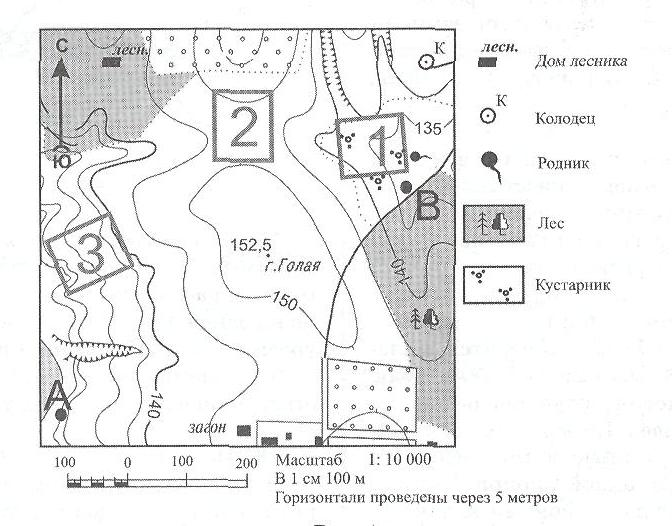 С
Ю
лесн.
К
135
1
2
3
В
152,5
г.Голая
150
140
140
А
загон
лесн.
Дом лесника
К
Колодец
Родник
Лес
Кустарник
100 0 100 200
Масштаб 1: 10 000
В 1 см 100 м
Горизонтали проведены через 5 метров